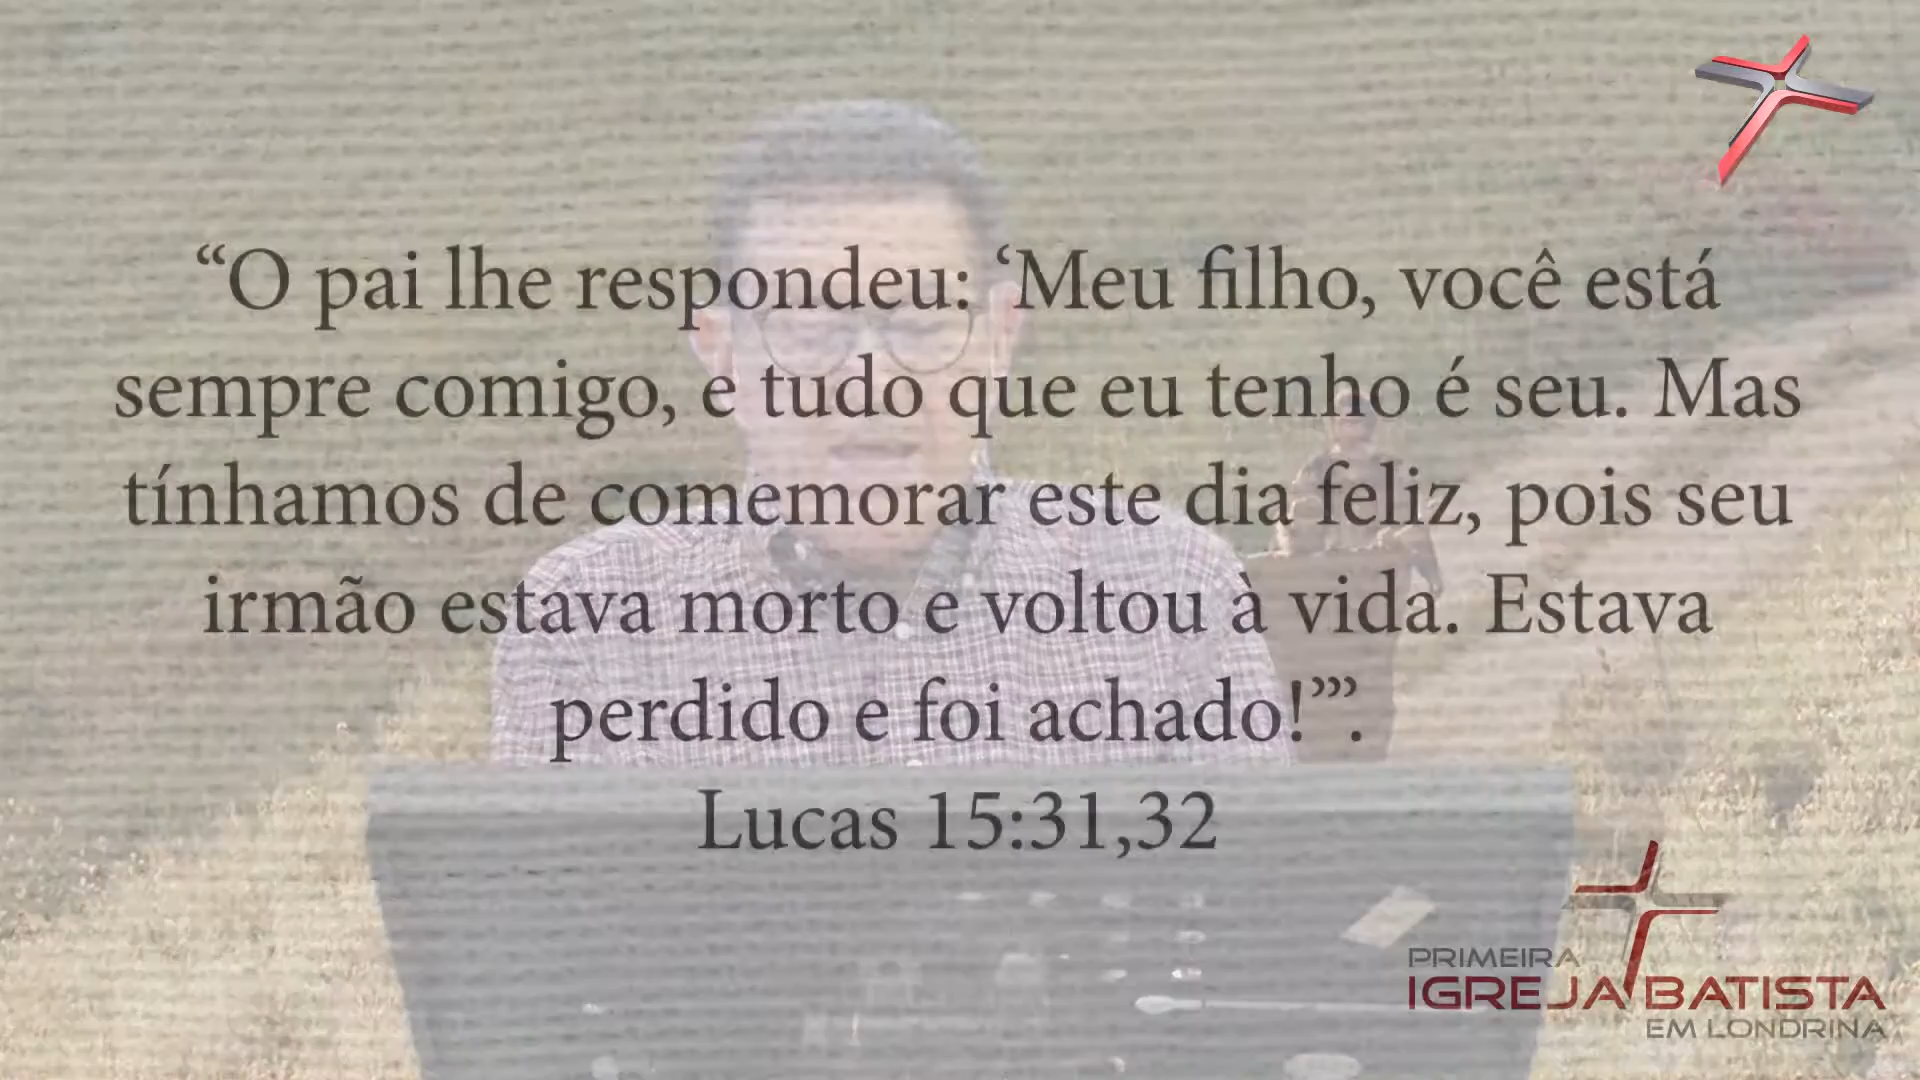 “O pai lhe respondeu: ‘Meu filho, você está
sempre comigo, e tudo que eu tenho é seu. Mas
tínhamos de comemorar este dia feliz, pois seu
irmão estava morto e voltou à vida. Estava
perdido e foi achado!’”’.
Lucas 15:31,32
PRIMEIRA
IGREJA BATISTA
EM LONDRINA